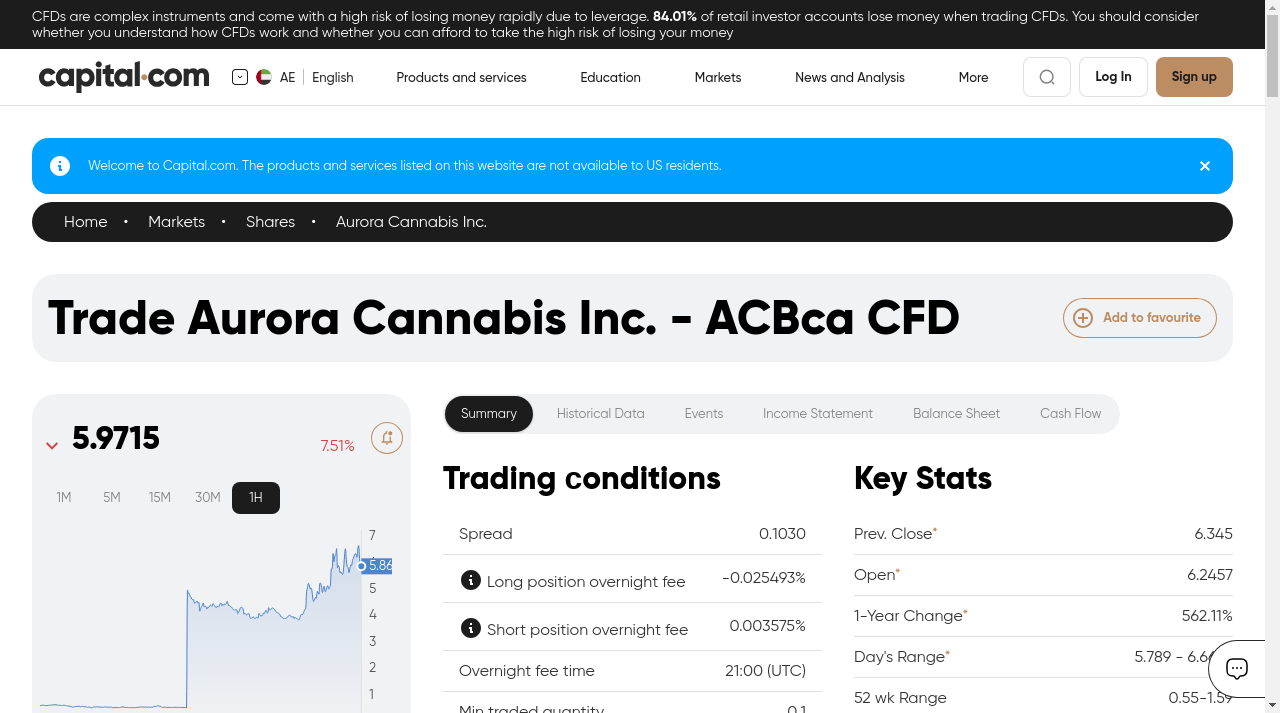 CFDs are complex instruments and come with a high risk of losing money rapidly due to leverage. 84.01% of retail investor accounts lose money when trading CFDs. You should consider
whether you understand how CFDs work and whether you can afford to take the high risk of losing your money
capital.com
AE English
Products and services
Education
Markets
News and Analysis
More
Log In
Sign up
Welcome to Capital.com. The products and services listed on this website are not available to US residents.
Home • Markets • Shares • Aurora Cannabis Inc.
Trade Aurora Cannabis Inc. - ACBca CFD
Add to favourite
5.9715
7.51%
1M 5M 15M 30M 1H
7
5.86
5
4
3
2
1
Summary Historical Data Events Income Statement Balance Sheet Cash Flow
Trading conditions
Spread 0.1030
Long position overnight fee -0.025493%
Short position overnight fee 0.003575%
Overnight fee time 21:00 (UTC)
Min traded quantity 0.1
Key Stats
Prev. Close* 6.345
Open* 6.2457
1-Year Change* 562.11%
Day's Range* 5.789 -
52 wk Range 0.55-1.59